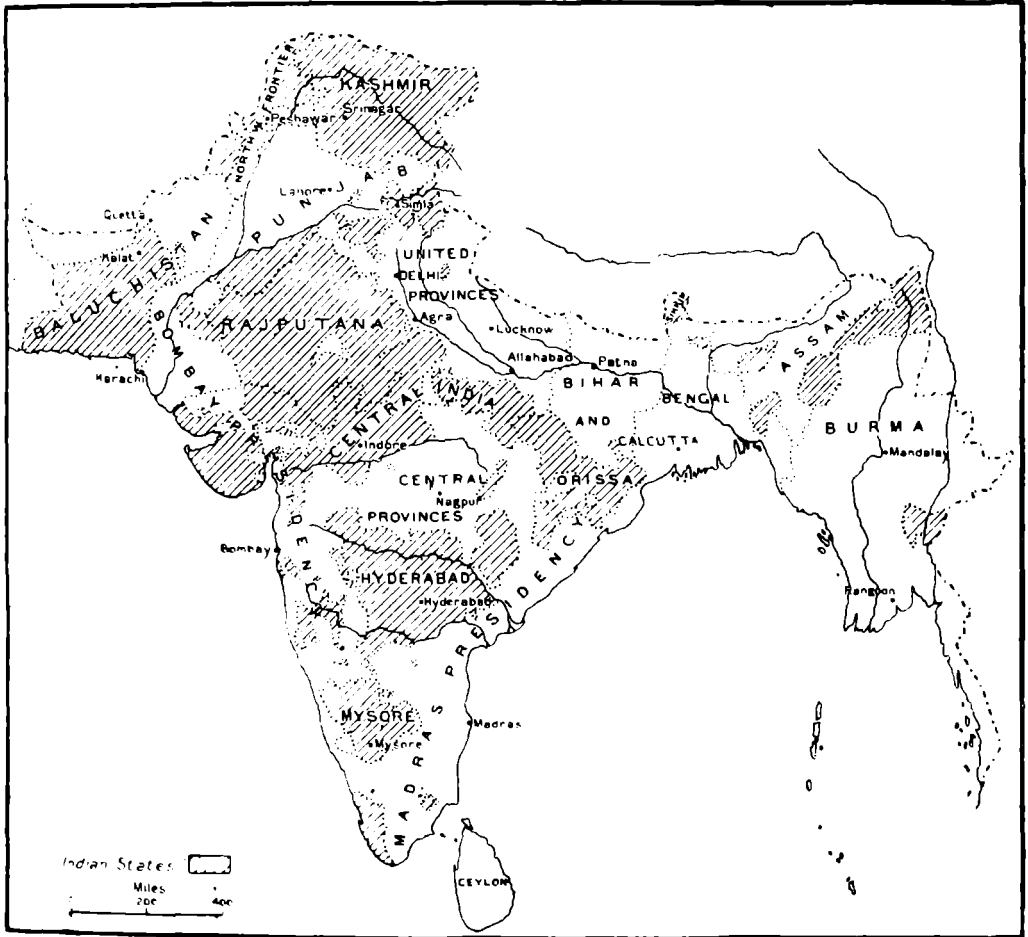 KASHMIR
NORTH W FRONTIER
Peshawar
Srinagar
PUNJAB
Lahore
Simla
Quetta
Kalat
BALUCHISTAN
UNITED
DELHI
PROVINCES
Agra
Lucknow
RAJPUTANA
Allahabad
Patna
SIKKIM
ASSAM
Karachi
BOMBAY PRESIDENCY
CENTRAL INDIA
Indore
BIHAR
AND
ORISSA
BENGAL
CALCUTTA
BURMA
Mandalay
CENTRAL
Nagpur
PROVINCES
Bombay
HYDERABAD
Hyderabad
MADRAS PRESIDENCY
Rangoon
MYSORE
Mysore
Madras
CEYLON
Indian States
Miles
200
400